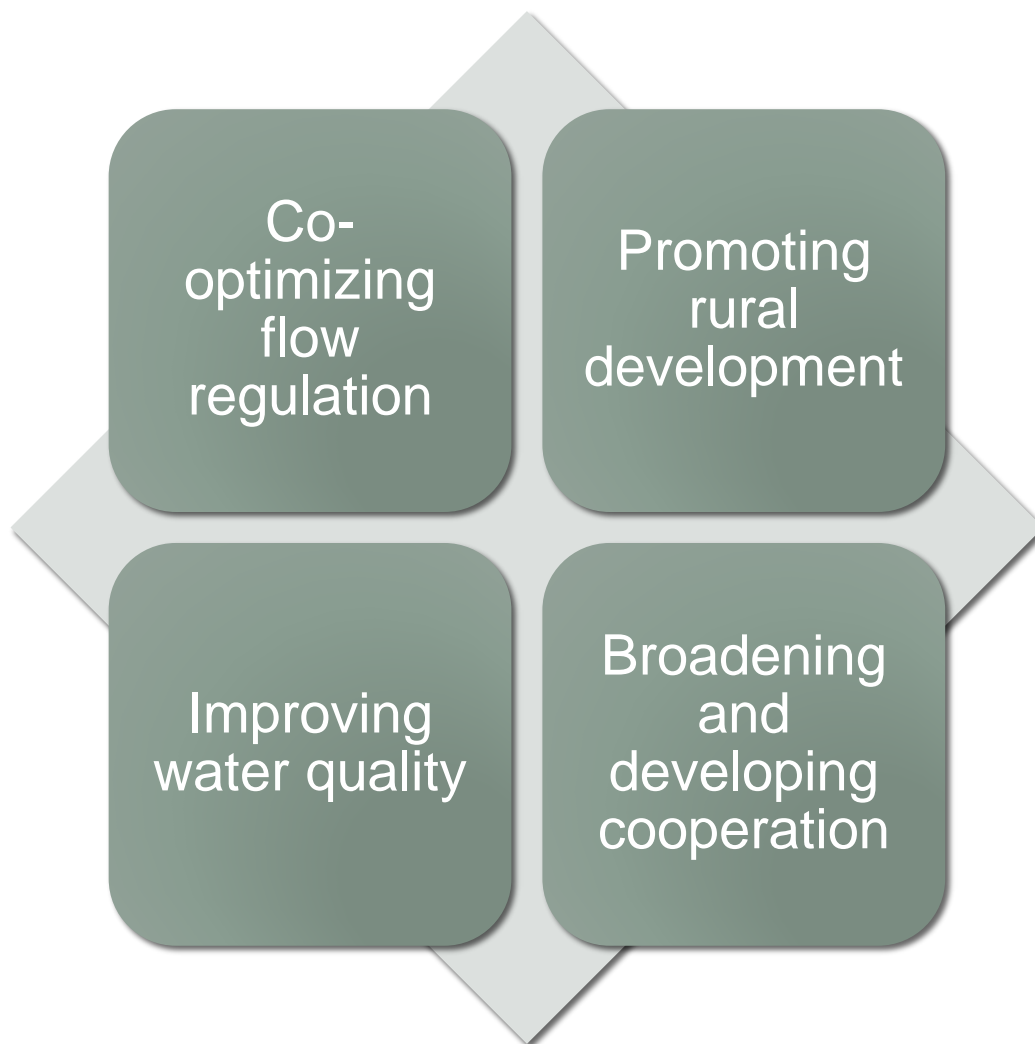 Co-
optimizing
flow
regulation
Promoting
rural
development
Improving
water quality
Broadening
and
developing
cooperation